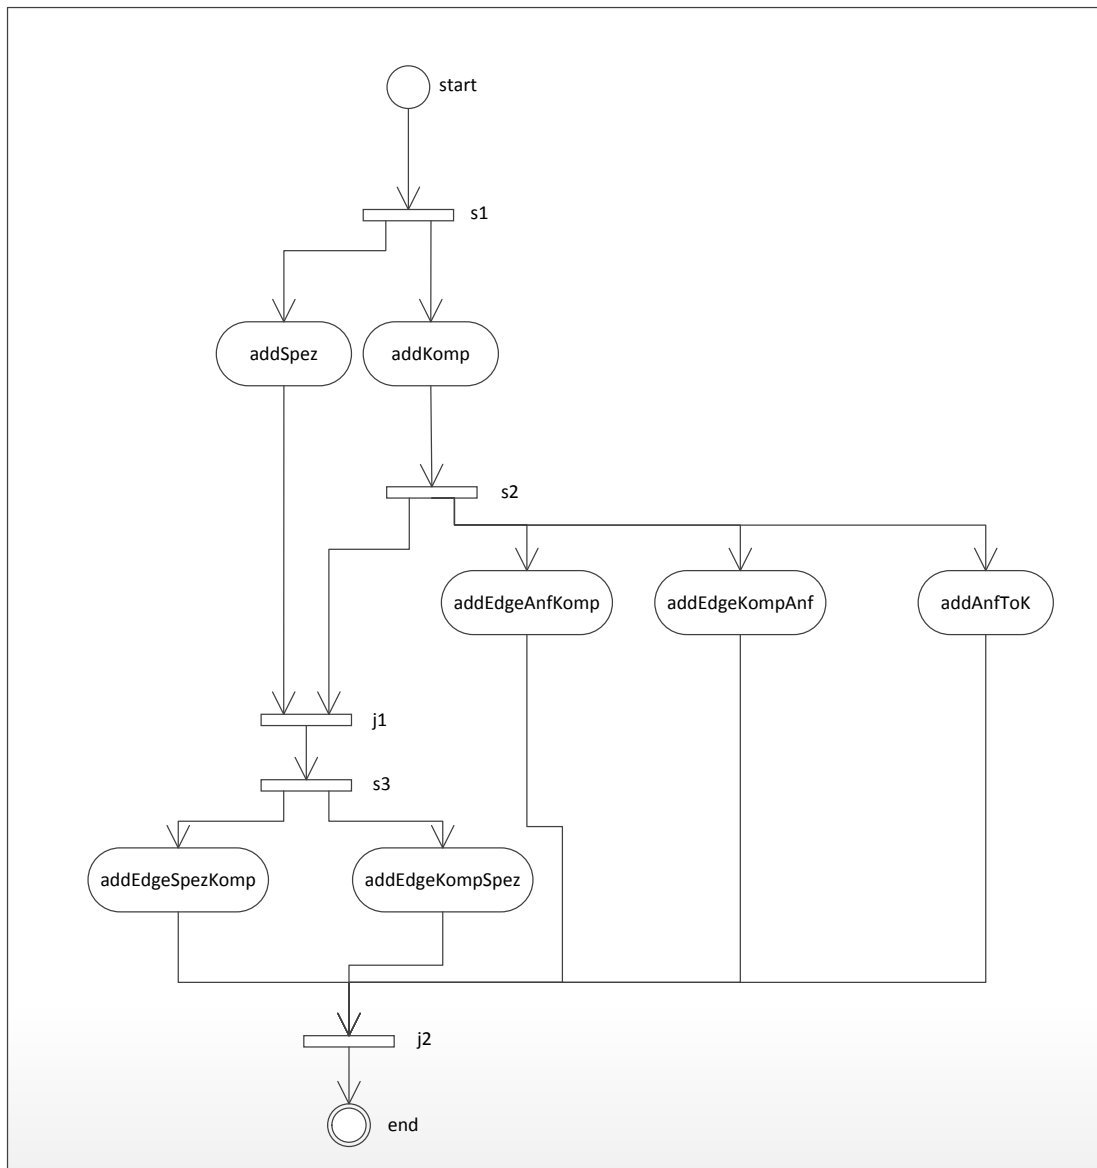 start
s1
addSpez
addKomp
s2
addEdgeAnfKomp
addEdgeKompAnf
addAnfToK
j1
s3
addEdgeSpezKomp
addEdgeKompSpez
j2
end